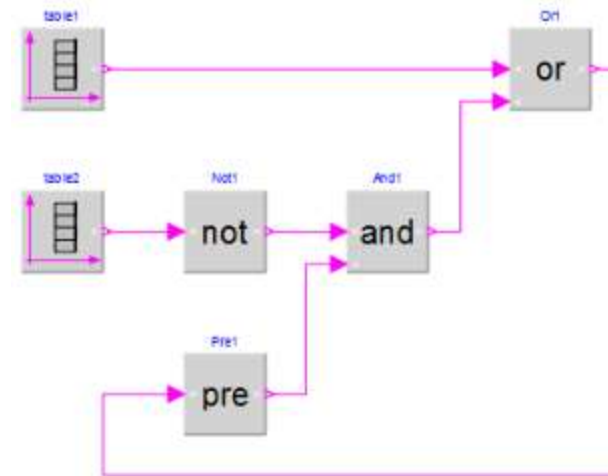 table1
Or1
or
table2
Not1
And1
not
and
Pre1
pre